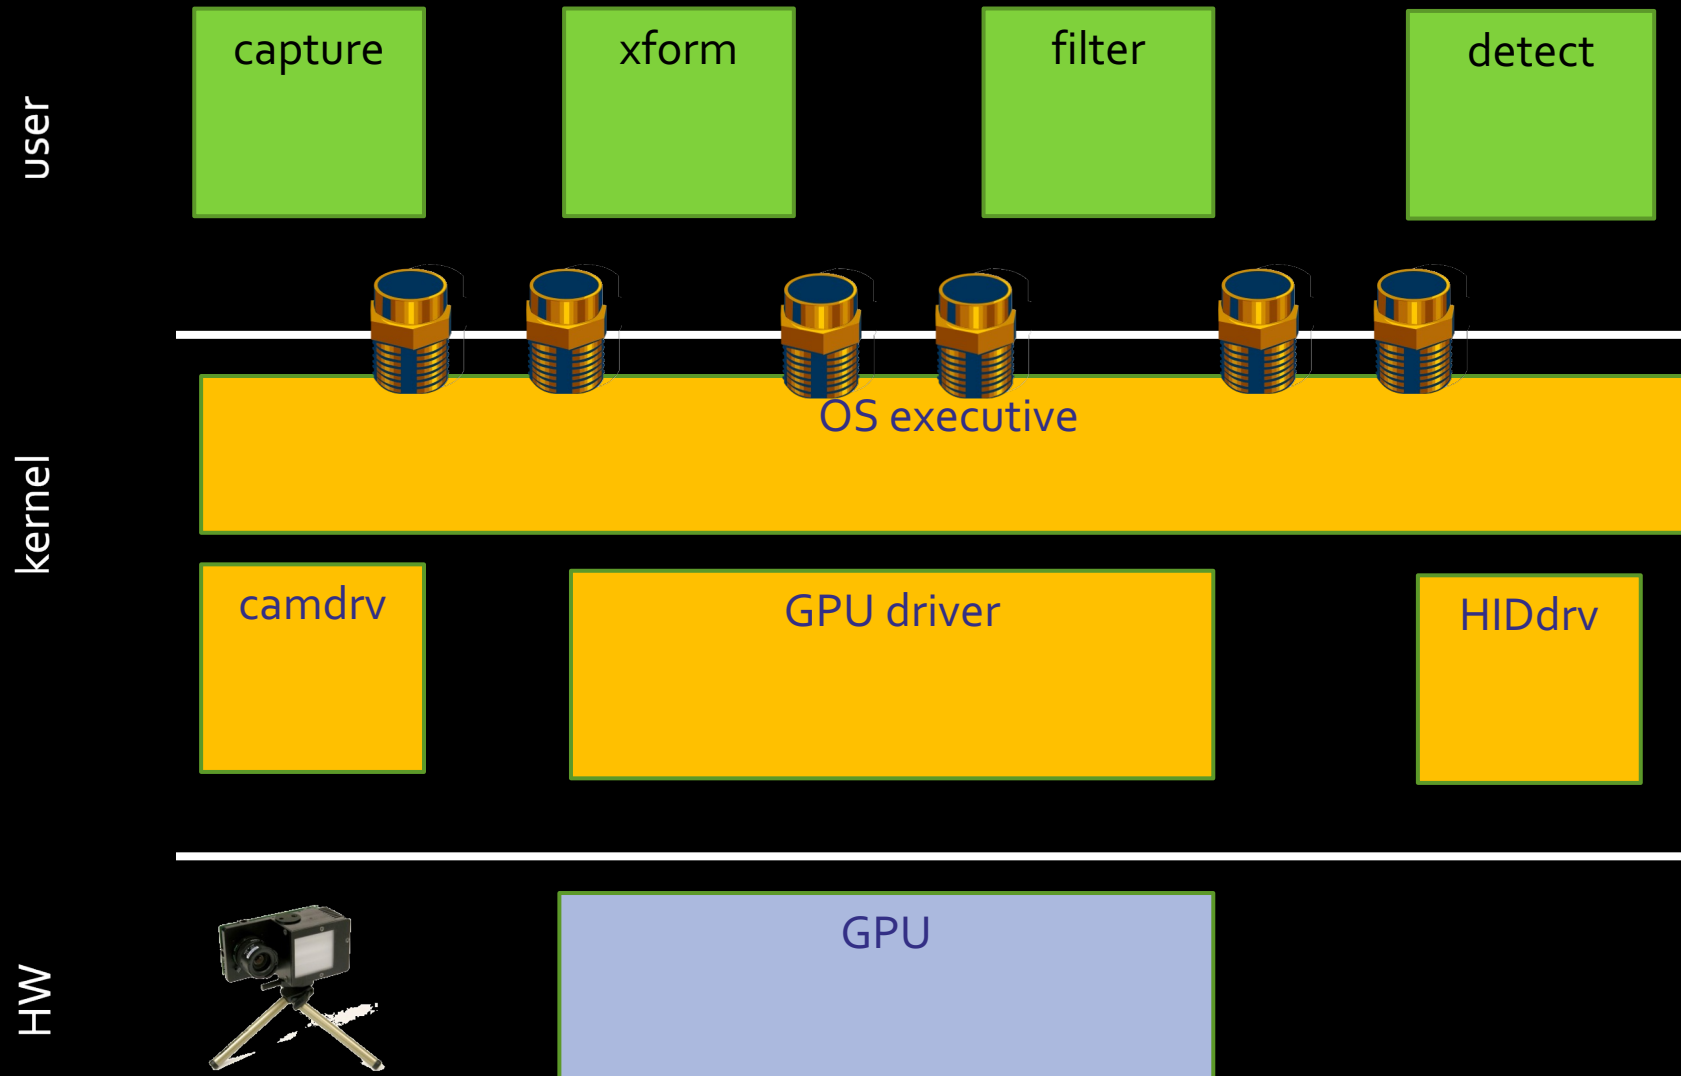 user
capture
xform
filter
detect
kernel
OS executive
camdrv
GPU driver
HIDdrv
HW
GPU